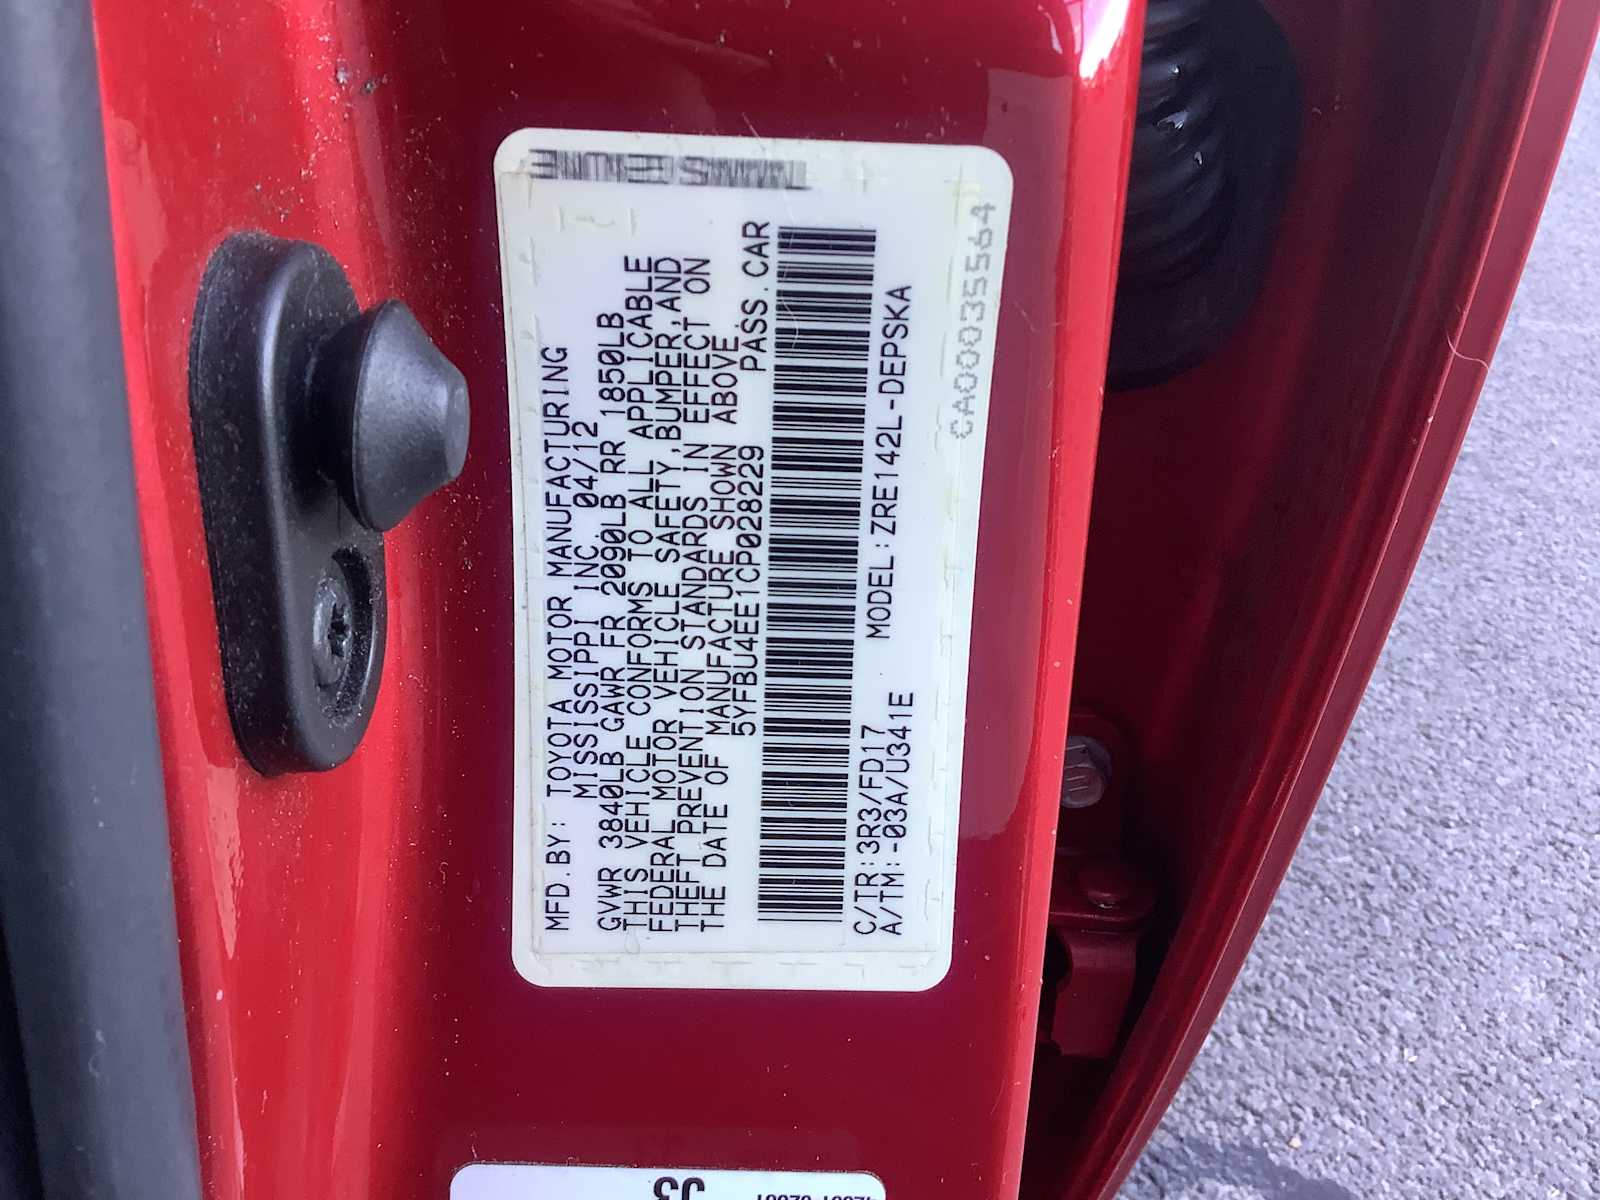 MFD.BY: TOYOTA MOTOR MANUFACTURING
MISSISSIPPI INC. 04/12
GVWR 3840LB GAWR FR 2090LB RR 1850LB
THIS VEHICLE CONFORMS TO ALL APPLICABLE
FEDERAL MOTOR VEHICLE SAFETY,BUMPER,AND
THEFT PREVENTION STANDARDS IN EFFECT ON
THE DATE OF MANUFACTURE SHOWN ABOVE.
5YFBU4EE1CP028229 PASS.CAR
C/TR:3R3/FD17 MODEL:ZRE142L-DEPSKA
A/TM:-03A/U341E
CA00035564